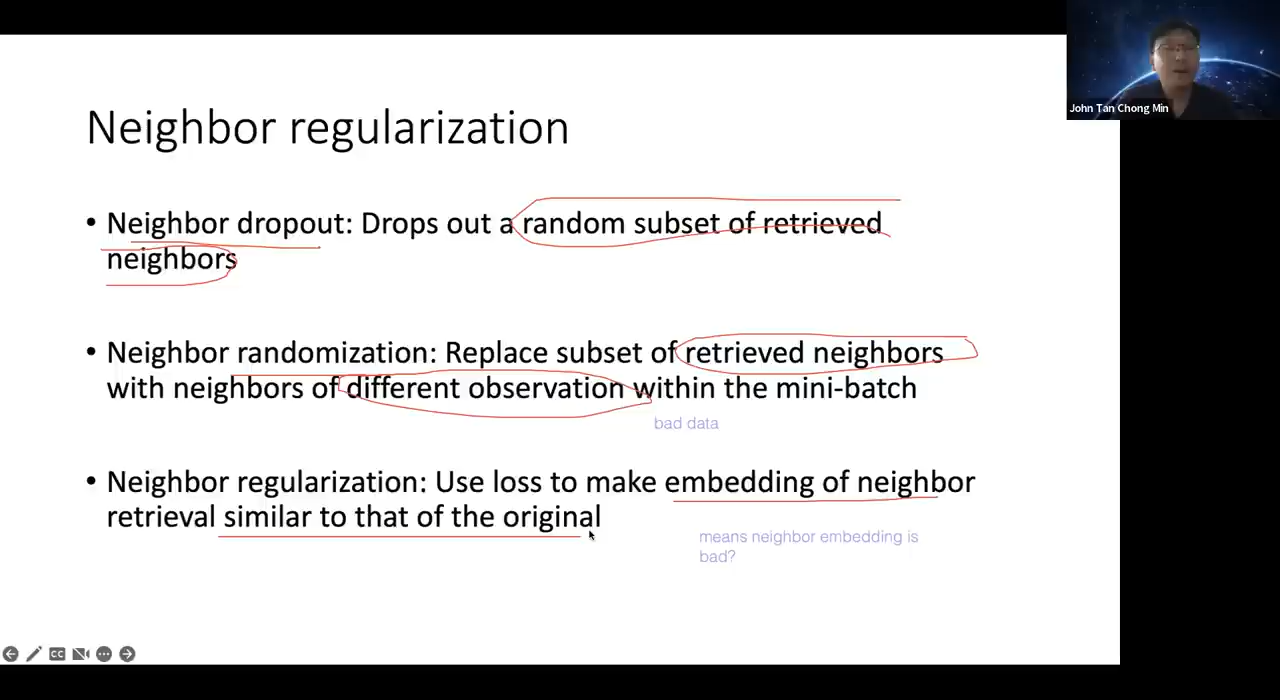 John Tan Chong Min
Neighbor regularization
• Neighbor dropout: Drops out a random subset of retrieved
neighbors
• Neighbor randomization: Replace subset of retrieved neighbors
with neighbors of different observation within the mini-batch
bad data
• Neighbor regularization: Use loss to make embedding of neighbor
retrieval similar to that of the original
means neighbor embedding is
bad?
CC